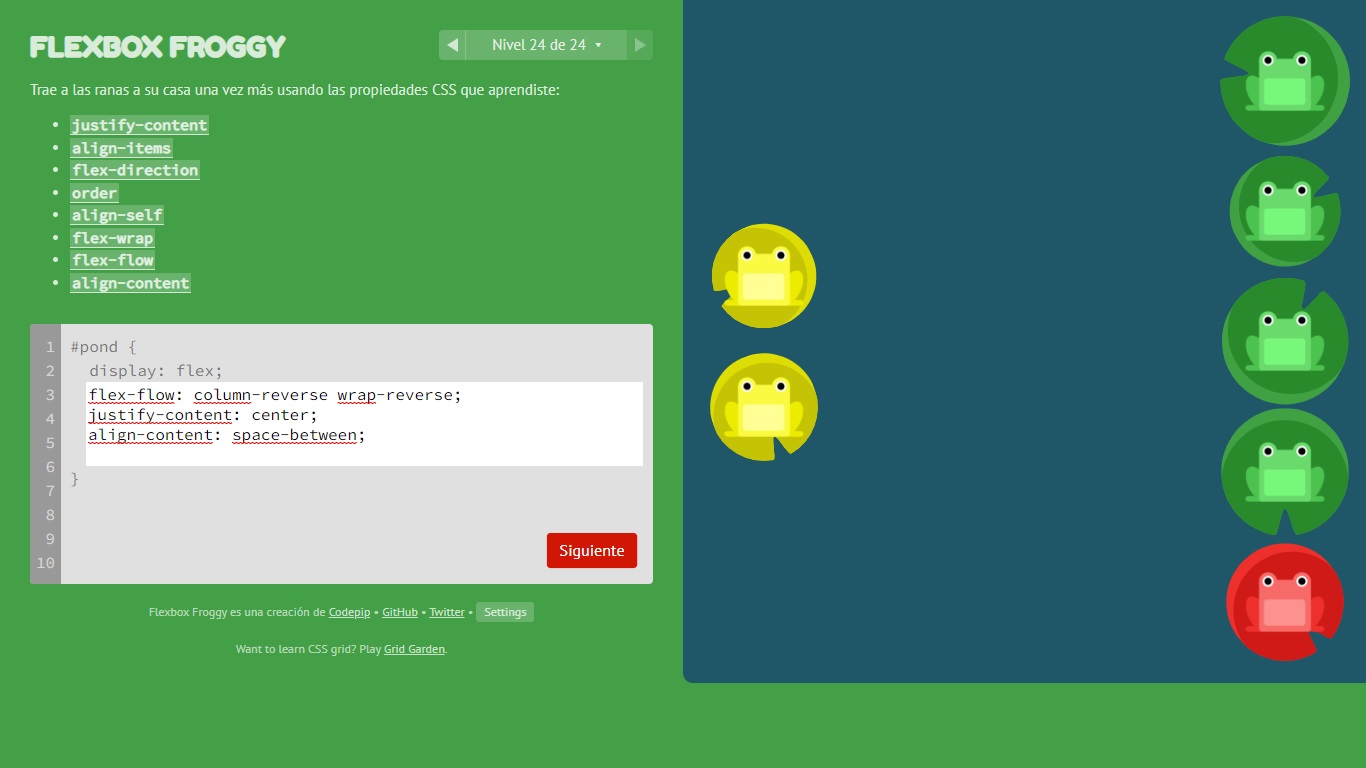 FLEXBOX FROGGY
Nivel 24 de 24
Trae a las ranas a su casa una vez más usando las propiedades CSS que aprendiste:
justify-content
align-items
flex-direction
order
align-self
flex-wrap
flex-flow
align-content
1 #pond {
2 display: flex;
3 flex-flow: column-reverse wrap-reverse;
4 justify-content: center;
5 align-content: space-between;
6
7 }
8
9
10
Siguiente
Flexbox Froggy es una creación de Codepip • GitHub • Twitter • Settings
Want to learn CSS grid? Play Grid Garden.